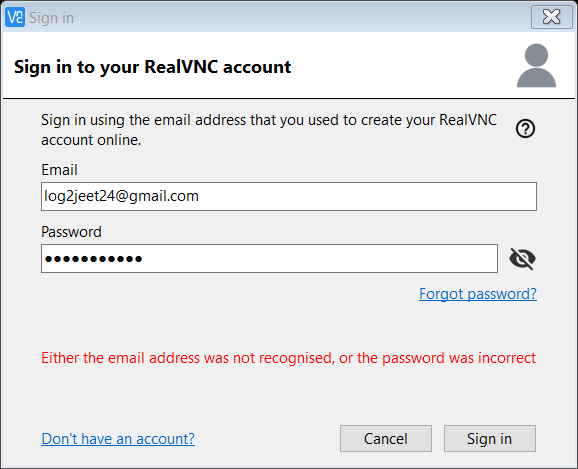 Sign in
Sign in to your RealVNC account
Sign in using the email address that you used to create your RealVNC
account online.
Email
log2jeet24@gmail.com
Password
●●●●●●●●●●●
Forgot password?
Either the email address was not recognised, or the password was incorrect
Don't have an account?
Cancel
Sign in